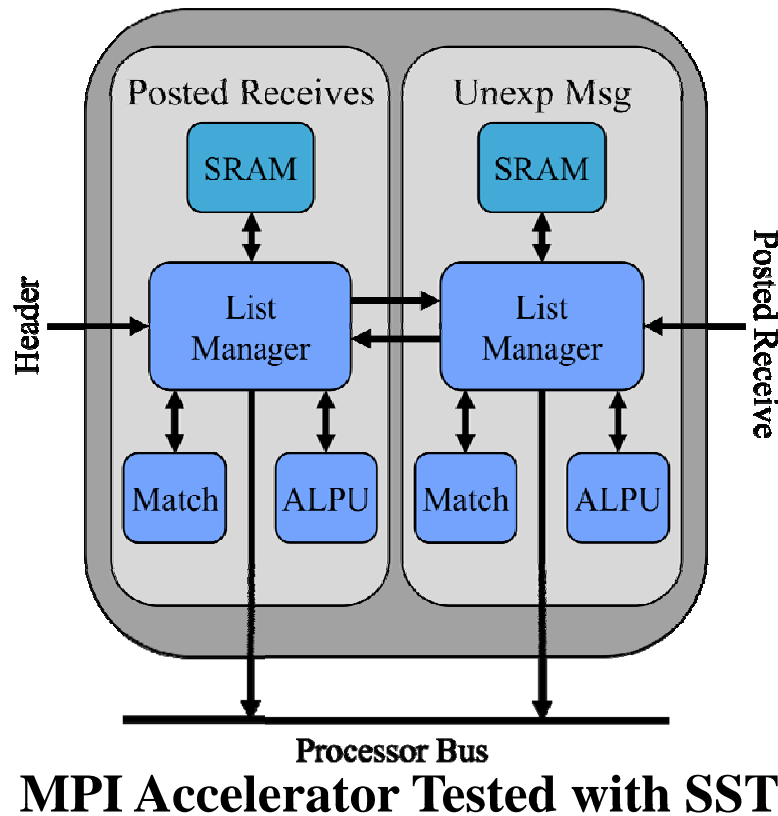 Posted Receives
Unexp Msg
SRAM
SRAM
Header
List
Manager
List
Manager
Posted Receive
Match
ALPU
Match
ALPU
Processor Bus
MPI Accelerator Tested with SST